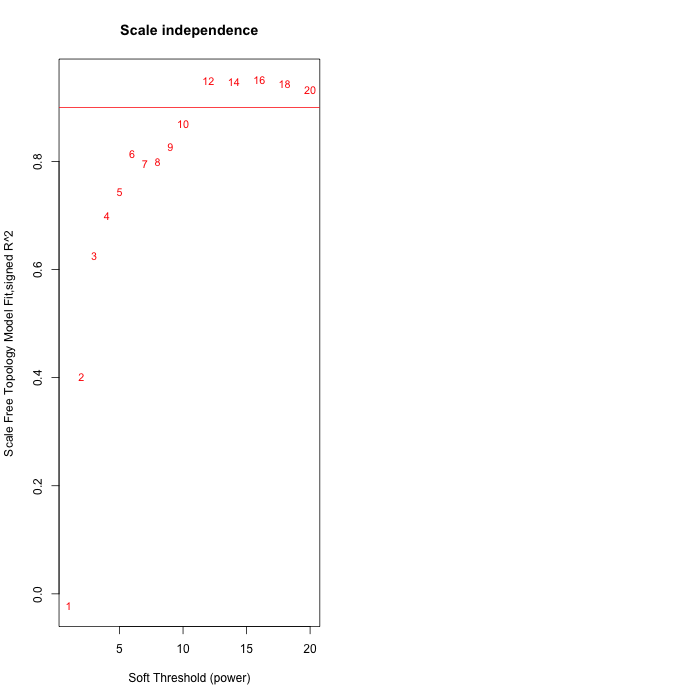 Scale independence
12 14 16 18 20
10
9
6 7 8
5
4
3
2
1
0.8
0.6
0.4
0.2
0.0
Scale Free Topology Model Fit,signed R^2
5 10 15 20
Soft Threshold (power)